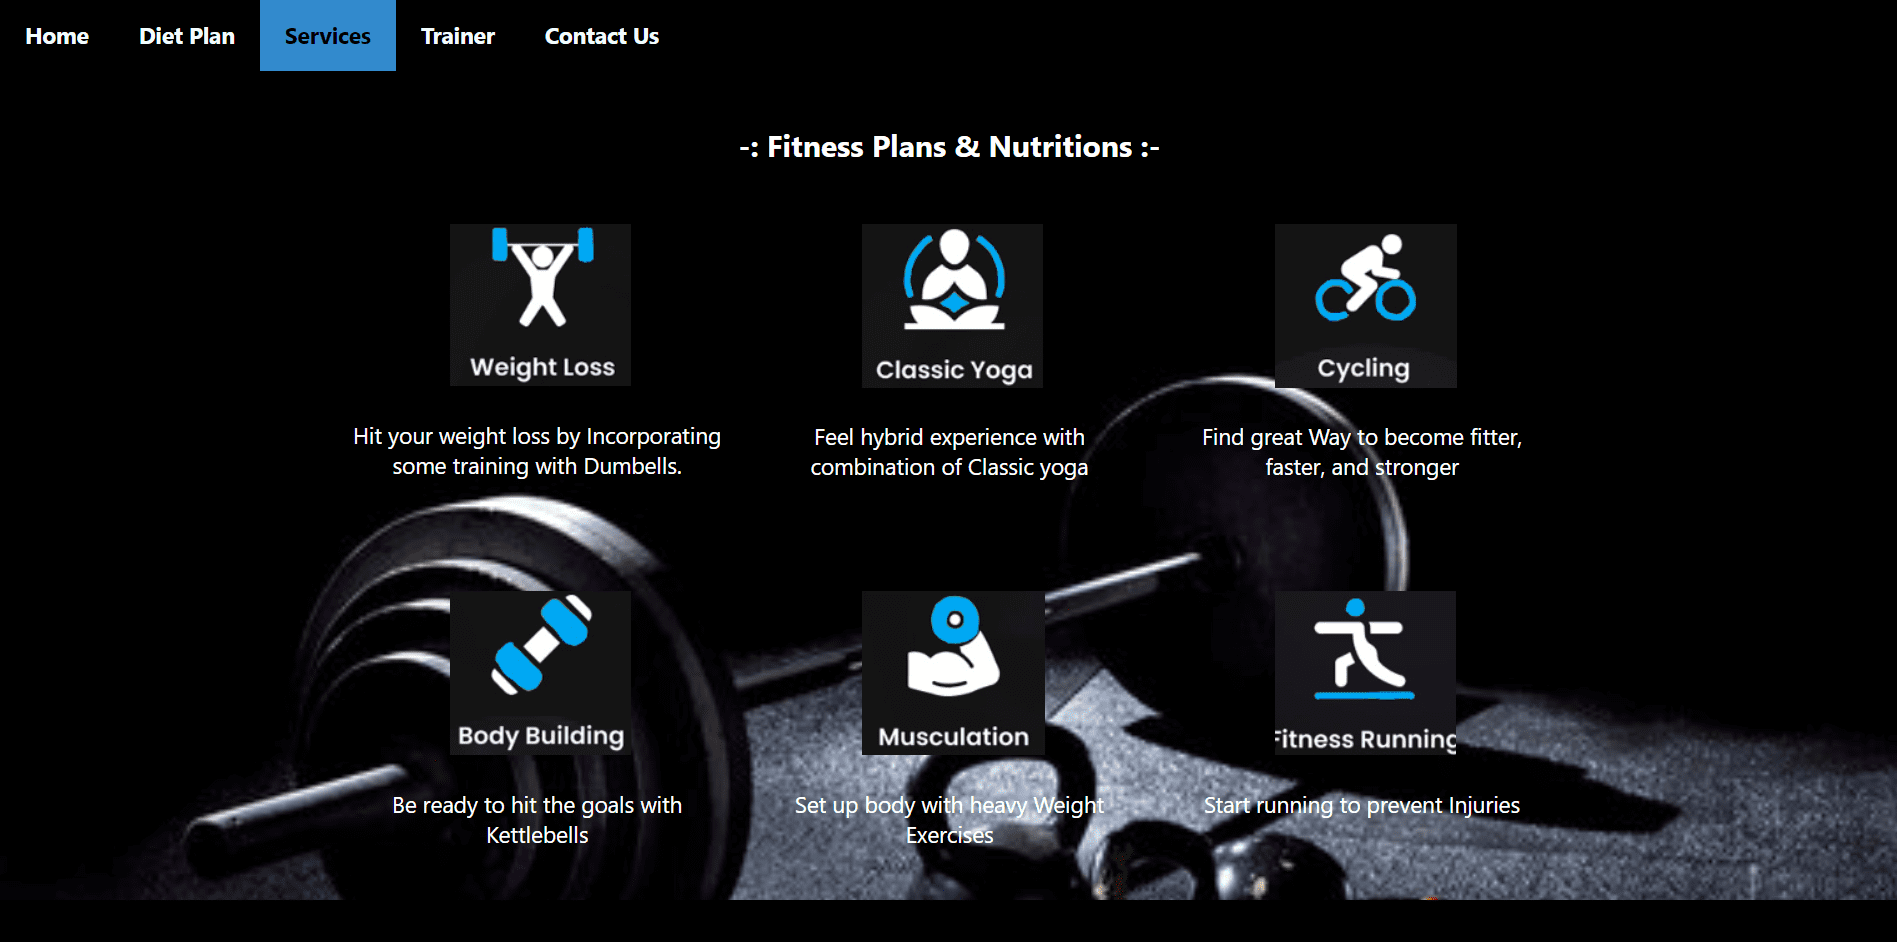 Home Diet Plan Services Trainer Contact Us
-: Fitness Plans & Nutritions :-
Weight Loss Classic Yoga Cycling
Hit your weight loss by Incorporating
some training with Dumbells.
Feel hybrid experience with
combination of Classic yoga
Find great Way to become fitter,
faster, and stronger
Body Building Musculation Fitness Running
Be ready to hit the goals with
Kettlebells
Set up body with heavy Weight
Exercises
Start running to prevent Injuries